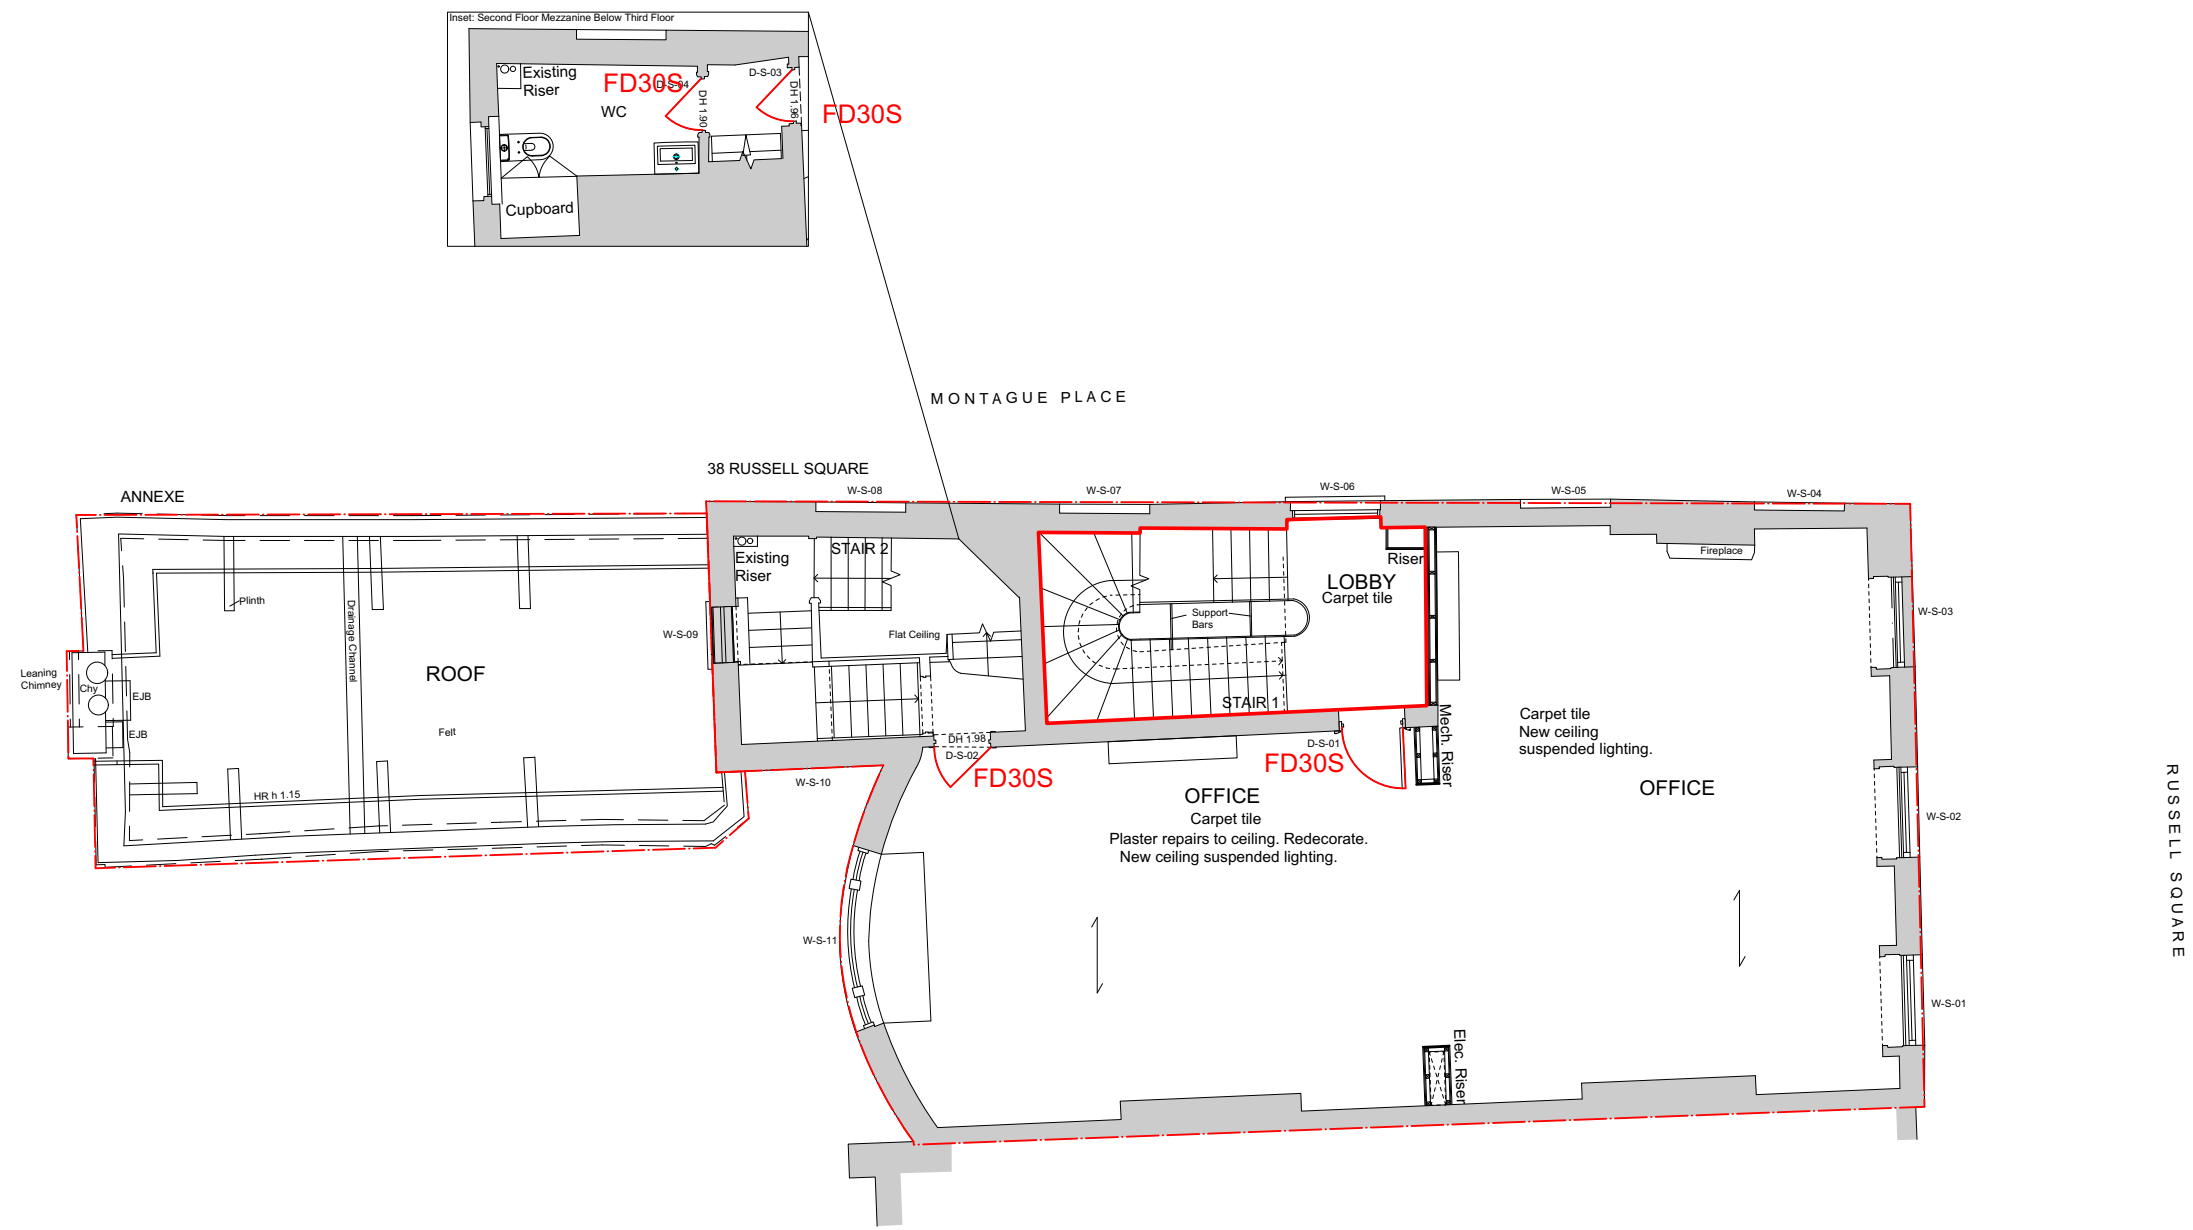 Inset: Second Floor Mezzanine Below Third Floor
Existing
Riser
FD30S
D-S-04
D-S-03
WC
DH 1.90
DH 1.96
FD30S
Cupboard
MONTAGUE PLACE
38 RUSSELL SQUARE
ANNEXE
W-S-08
W-S-07
W-S-06
W-S-05
W-S-04
STAIR 2
Existing
Riser
Riser
Fireplace
LOBBY
Carpet tile
Plinth
Drainage Channel
Support
Bars
W-S-03
W-S-09
Flat Ceiling
ROOF
Leaning
Chimney
Chy
EJB
EJB
Felt
STAIR 1
Mech. Riser
Carpet tile
New ceiling
suspended lighting.
DH 1.98
D-S-02
D-S-01
FD30S
FD30S
W-S-10
HR h 1.15
OFFICE
Carpet tile
Plaster repairs to ceiling. Redecorate.
New ceiling suspended lighting.
OFFICE
RUSSELL SQUARE
W-S-02
W-S-11
W-S-01
Elec. Riser